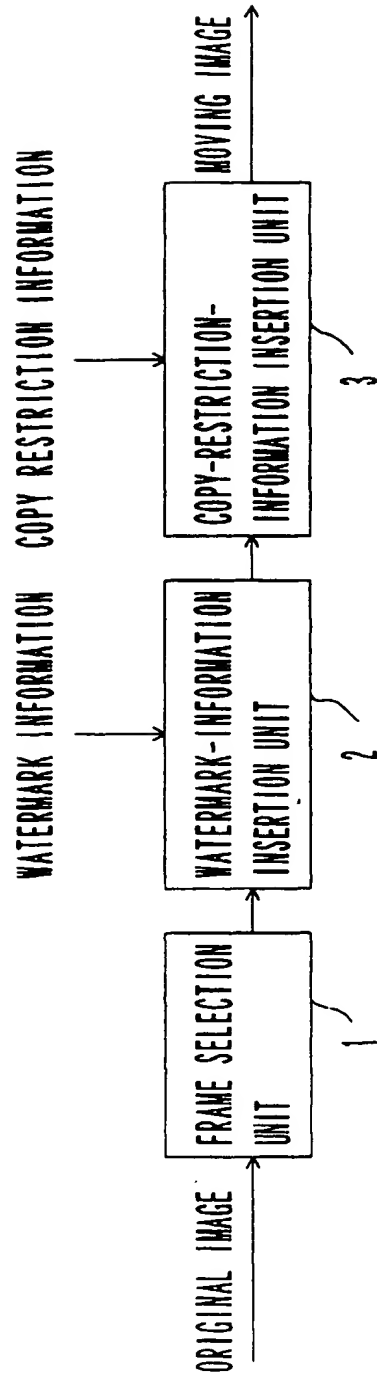 WATERMARK INFORMATION
COPY RESTRICTION INFORMATION
ORIGINAL IMAGE
FRAME SELECTION
UNIT
WATERMARK-INFORMATION
INSERTION UNIT
COPY-RESTRICTION-
INFORMATION INSERTION UNIT
MOVING IMAGE
1
2
3